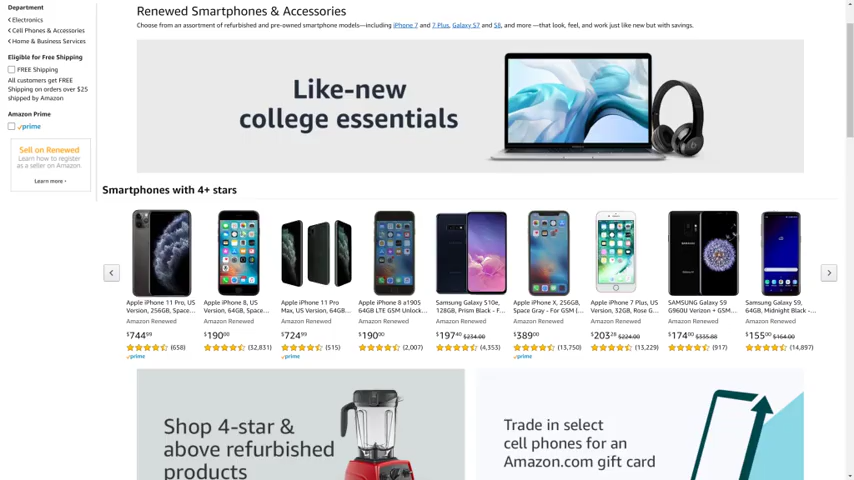 Department
Electronics
Cell Phones & Accessories
Home & Business Services
Eligible for Free Shipping
FREE Shipping
All customers get FREE
Shipping on orders over $25
shipped by Amazon
Amazon Prime
prime
Sell on Renewed
Learn how to register
as a seller on Amazon.
Learn more ›
Renewed Smartphones & Accessories
Choose from an assortment of refurbished and pre-owned smartphone models—including iPhone 7 and 7 Plus, Galaxy S7 and S8, and more —that look, feel, and work just like new but with savings.
Like-new
college essentials
Smartphones with 4+ stars
Apple iPhone 11 Pro, US
Version, 256GB, Space...
Amazon Renewed
$744.99
(658)
prime
Apple iPhone 8, US
Version, 64GB, Space...
Amazon Renewed
$190.00
(32,831)
Apple iPhone 11 Pro
Max, US Version, 64GB...
Amazon Renewed
$724.99
(515)
prime
Apple iPhone 8 a1905
64GB LTE GSM Unlock...
Amazon Renewed
$190.00
(2,007)
Samsung Galaxy S10e,
128GB, Prism Black - F...
Amazon Renewed
$197.40 $234.00
(4,353)
Apple iPhone X, 256GB,
Space Gray - For GSM (...
Amazon Renewed
$389.00
(13,750)
prime
Apple iPhone 7 Plus, US
Version, 32GB, Rose G...
Amazon Renewed
$203.28 $224.00
(13,229)
SAMSUNG
SAMSUNG Galaxy S9
G960U Verizon + GSM...
Amazon Renewed
$174.00 $335.88
(917)
Samsung Galaxy S9,
64GB, Midnight Black -...
Amazon Renewed
$155.00 $164.00
(14,897)
Shop 4-star &
above refurbished
products
Trade in select
cell phones for an
Amazon.com gift card